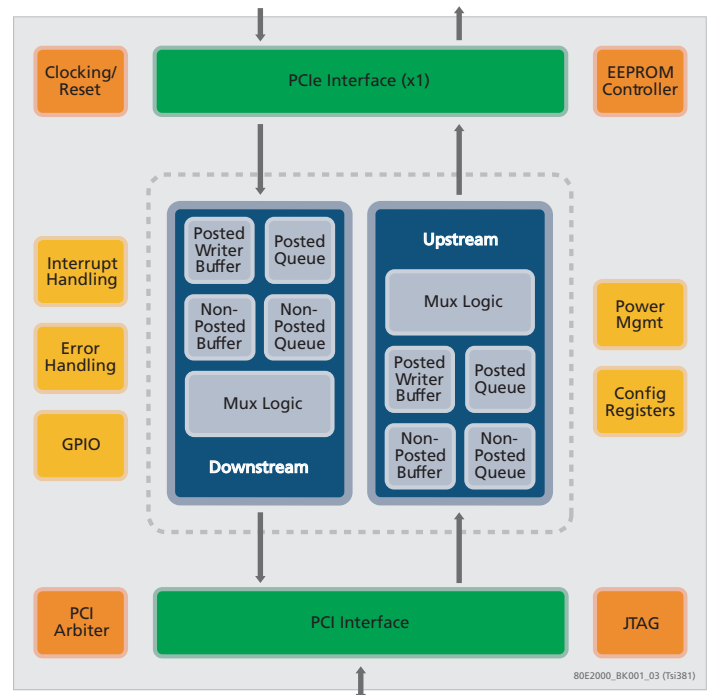 Clocking/
Reset
PCIe Interface (x1)
EEPROM
Controller
Posted
Writer
Buffer
Posted
Queue
Non-
Posted
Buffer
Non-
Posted
Queue
Mux Logic
Downstream
Upstream
Mux Logic
Posted
Writer
Buffer
Posted
Queue
Non-
Posted
Buffer
Non-
Posted
Queue
Interrupt
Handling
Error
Handling
GPIO
Power
Mgmt
Config
Registers
PCI
Arbiter
PCI Interface
JTAG
80E2000_BK001_03 (Tsi381)